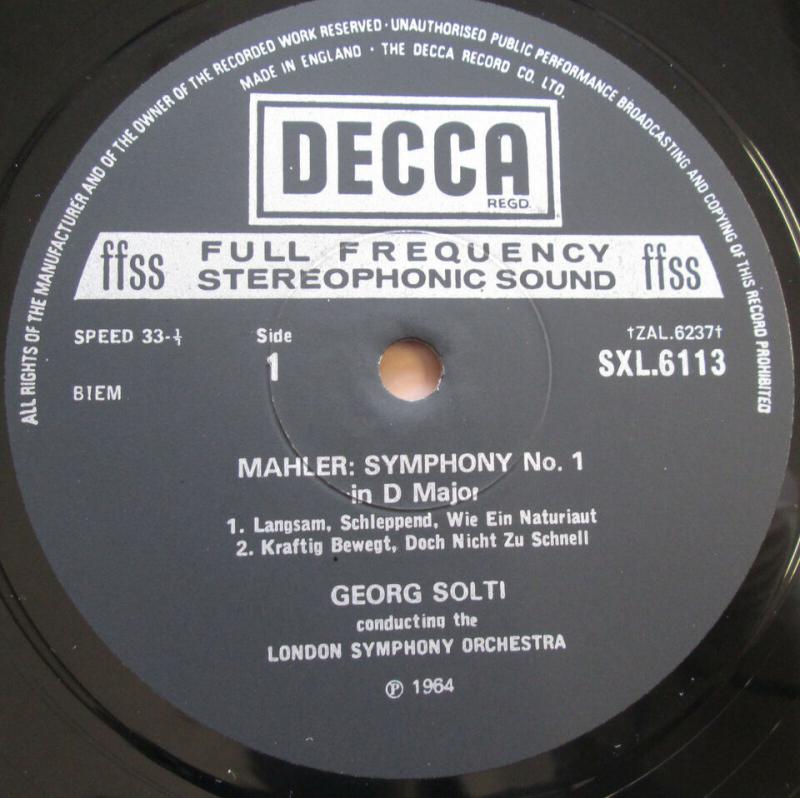 ALL RIGHTS OF THE MANUFACTURER AND OF THE OWNER OF THE RECORDED WORK RESERVED · UNAUTHORISED PUBLIC PERFORMANCE BROADCASTING AND COPYING OF THIS RECORD PROHIBITED
MADE IN ENGLAND · THE DECCA RECORD CO. LTD.
DECCA
REGD.
ffss FULL FREQUENCY STEREOPHONIC SOUND ffss
SPEED 33-⅓
Side
1
†ZAL.6237†
SXL.6113
BIEM
MAHLER: SYMPHONY No. 1
in D Major
1. Langsam, Schleppend, Wie Ein Naturiaut
2. Kraftig Bewegt, Doch Nicht Zu Schnell
GEORG SOLTI
conducting the
LONDON SYMPHONY ORCHESTRA
℗ 1964